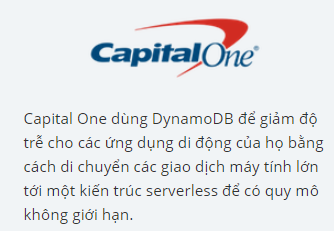 Capital One
Capital One dùng DynamoDB để giảm độ
trễ cho các ứng dụng di động của họ bằng
cách di chuyển các giao dịch máy tính lớn
tới một kiến trúc serverless để có quy mô
không giới hạn.